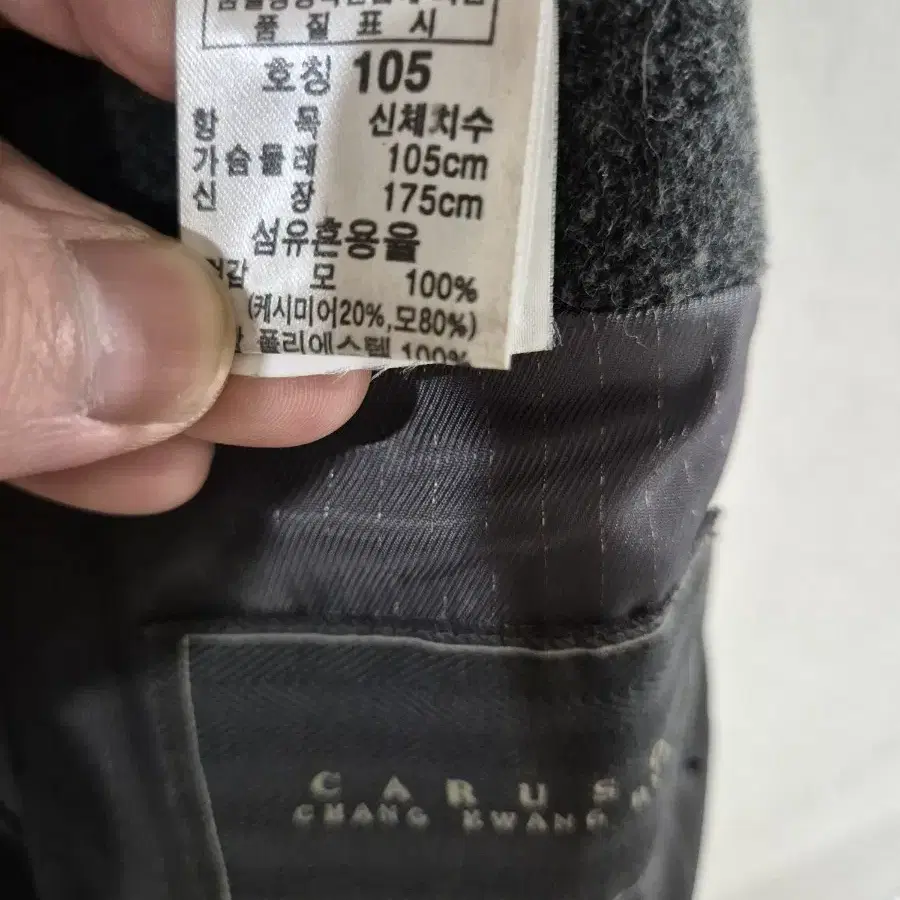 품 질 표 시
호칭 105
항 목 신체치수
가슴둘레 105cm
신 장 175cm
섬유혼용율
겉감 모 100%
(케시미어20%,모80%)
폴리에스텔 100%
CARUSO
CHANG KWANG